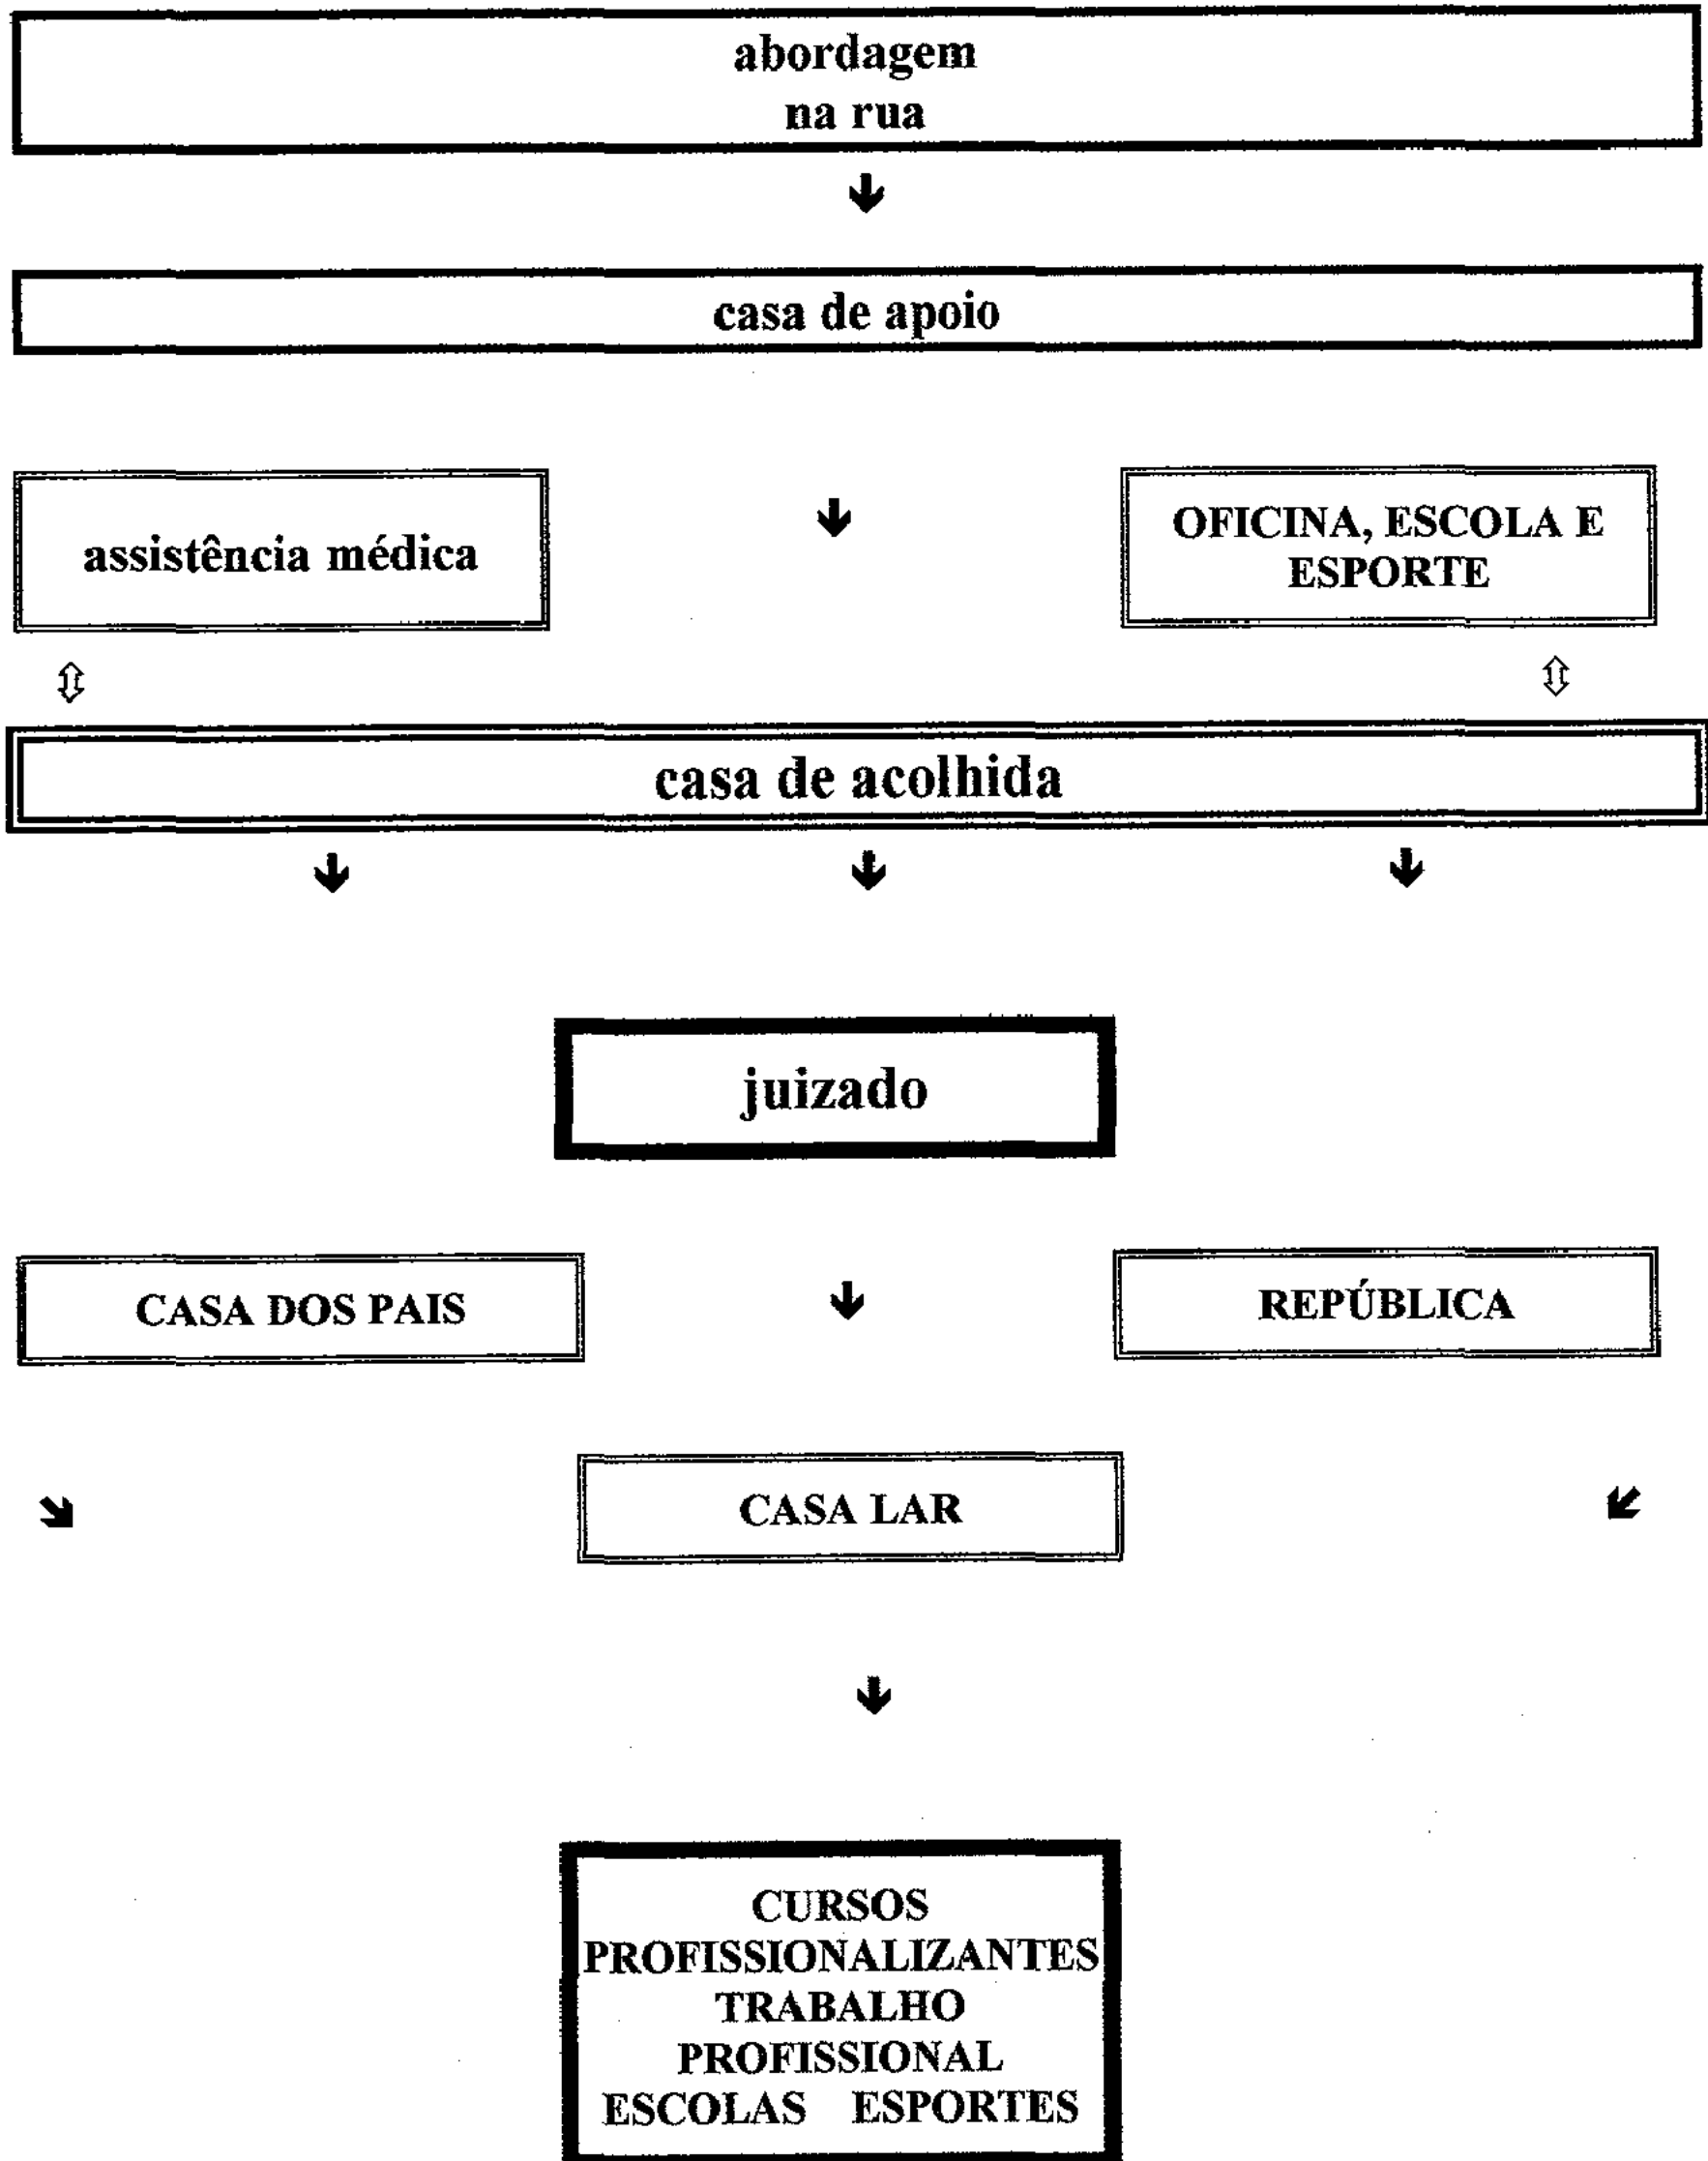 abordagem
na rua
casa de apoio
assistência médica
OFICINA, ESCOLA E
ESPORTE
casa de acolhida
juizado
CASA DOS PAIS
REPÚBLICA
CASA LAR
CURSOS
PROFISSIONALIZANTES
TRABALHO
PROFISSIONAL
ESCOLAS ESPORTES